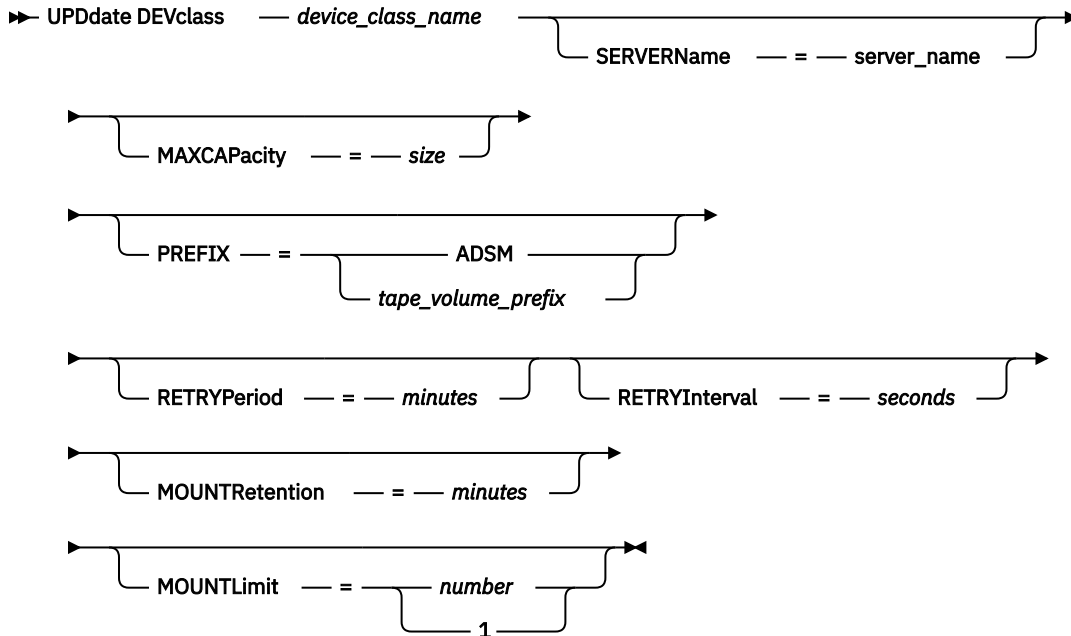 UPDdate DEVclass device_class_name
SERVERName = server_name
MAXCAPacity = size
PREFIX = ADSM
tape_volume_prefix
RETRYPeriod = minutes RETRYInterval = seconds
MOUNTRetention = minutes
MOUNTLimit = number
1